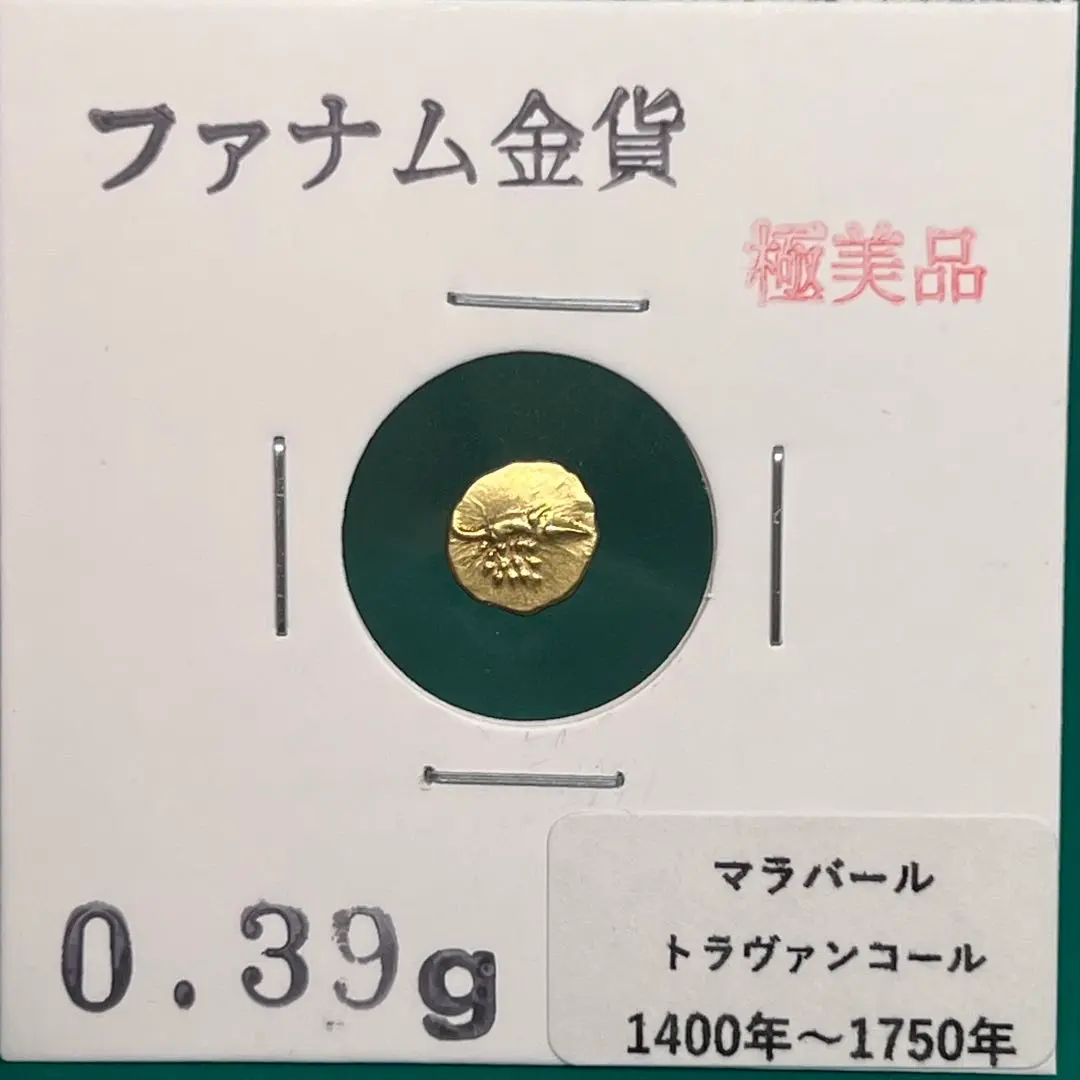 ファナム金貨
極美品
0.39g
マラバール
トラヴァンコール
1400年～1750年